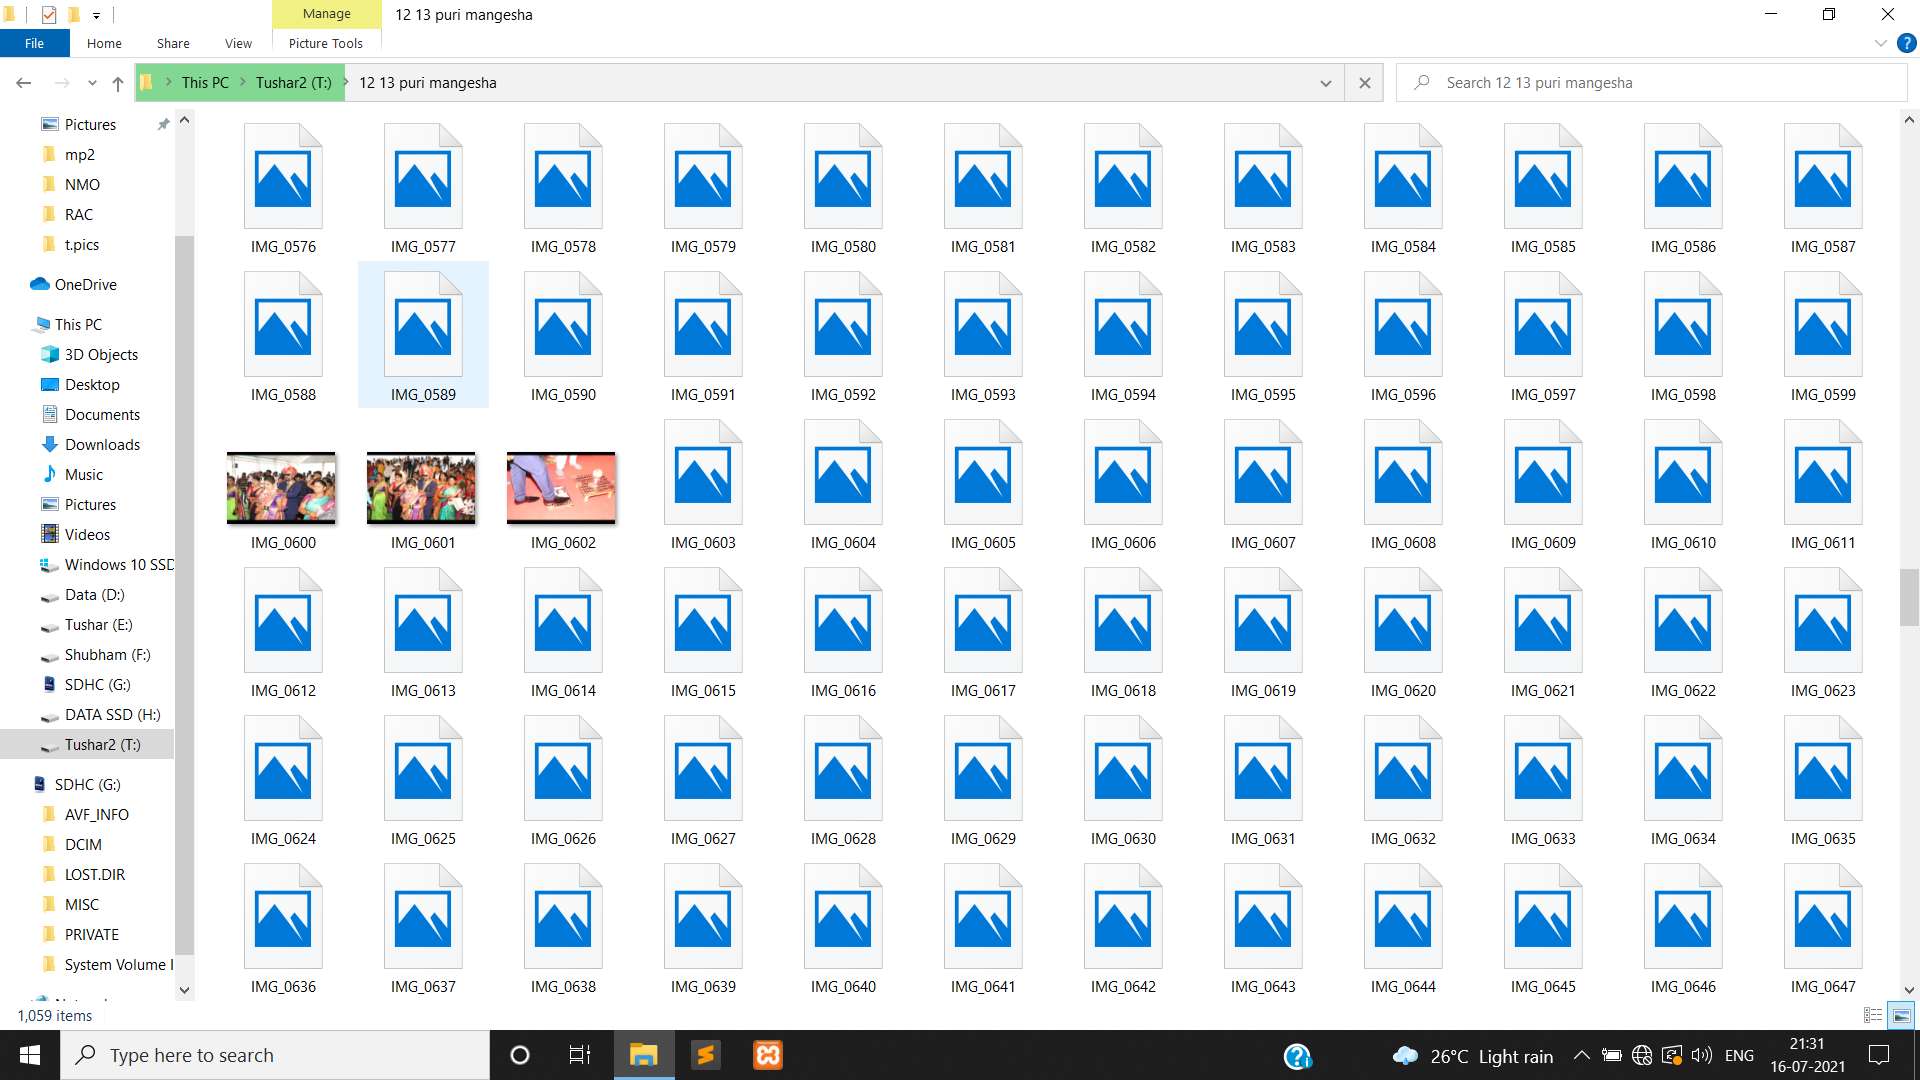 Manage
12 13 puri mangesha
File
Home
Share
View
Picture Tools
This PC
Tushar2 (T:)
12 13 puri mangesha
Search 12 13 puri mangesha
Pictures
mp2
NMO
RAC
t.pics
OneDrive
This PC
3D Objects
Desktop
Documents
Downloads
Music
Pictures
Videos
Windows 10 SSD
Data (D:)
Tushar (E:)
Shubham (F:)
SDHC (G:)
DATA SSD (H:)
Tushar2 (T:)
SDHC (G:)
AVF_INFO
DCIM
LOST.DIR
MISC
PRIVATE
System Volume I
IMG_0576 IMG_0577 IMG_0578 IMG_0579 IMG_0580 IMG_0581 IMG_0582 IMG_0583 IMG_0584 IMG_0585 IMG_0586 IMG_0587
IMG_0588 IMG_0589 IMG_0590 IMG_0591 IMG_0592 IMG_0593 IMG_0594 IMG_0595 IMG_0596 IMG_0597 IMG_0598 IMG_0599
IMG_0600 IMG_0601 IMG_0602 IMG_0603 IMG_0604 IMG_0605 IMG_0606 IMG_0607 IMG_0608 IMG_0609 IMG_0610 IMG_0611
IMG_0612 IMG_0613 IMG_0614 IMG_0615 IMG_0616 IMG_0617 IMG_0618 IMG_0619 IMG_0620 IMG_0621 IMG_0622 IMG_0623
IMG_0624 IMG_0625 IMG_0626 IMG_0627 IMG_0628 IMG_0629 IMG_0630 IMG_0631 IMG_0632 IMG_0633 IMG_0634 IMG_0635
IMG_0636 IMG_0637 IMG_0638 IMG_0639 IMG_0640 IMG_0641 IMG_0642 IMG_0643 IMG_0644 IMG_0645 IMG_0646 IMG_0647
1,059 items
Type here to search
26°C Light rain
ENG
21:31
16-07-2021